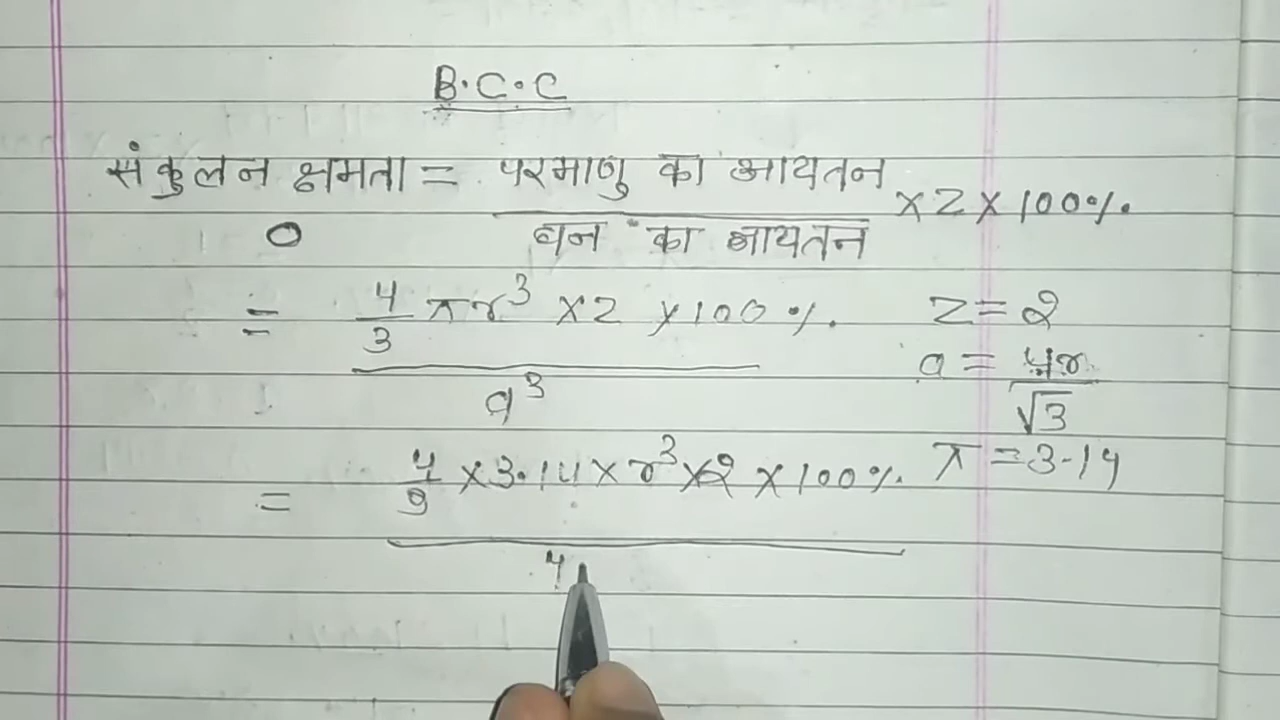 B.C.C
संकुलन क्षमता = परमाणु का आयतन × Z × 100%
घन का आयतन
= 4/3 πr³ × Z × 100% Z = 2
a³ a = 4r/√3
= 4/3 × 3.14 × r³ × 2 × 100% π = 3.14
4